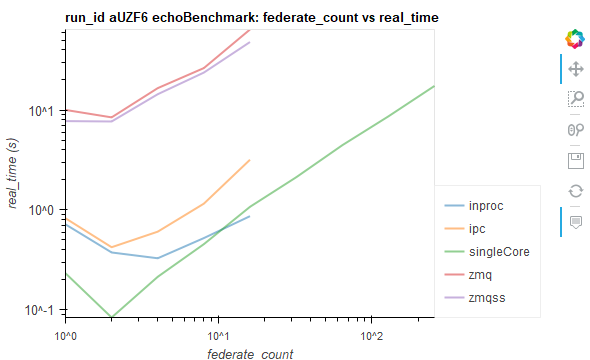 run_id aUZF6 echoBenchmark: federate_count vs real_time
real_time (s)
10^1
10^0
10^-1
10^0
10^1
10^2
federate_count
inproc
ipc
singleCore
zmq
zmqss